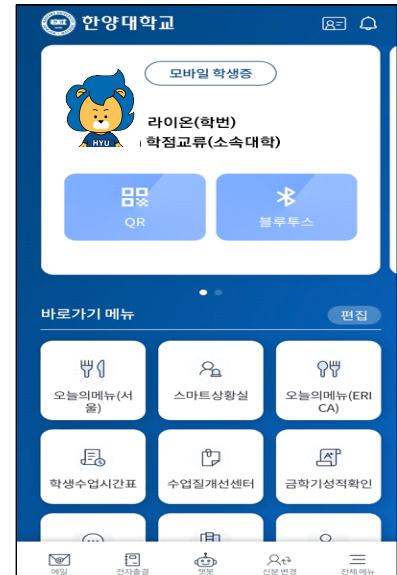 한양대학교
모바일 학생증
라이온(학번)
학점교류(소속대학)
HYU
QR
블루투스
바로가기 메뉴
편집
오늘의메뉴(서
울)
스마트상황실
오늘의메뉴(ERI
CA)
학생수업시간표
수업질개선센터
금학기성적확인
메일
전자출결
챗봇
신분 변경
전체 메뉴